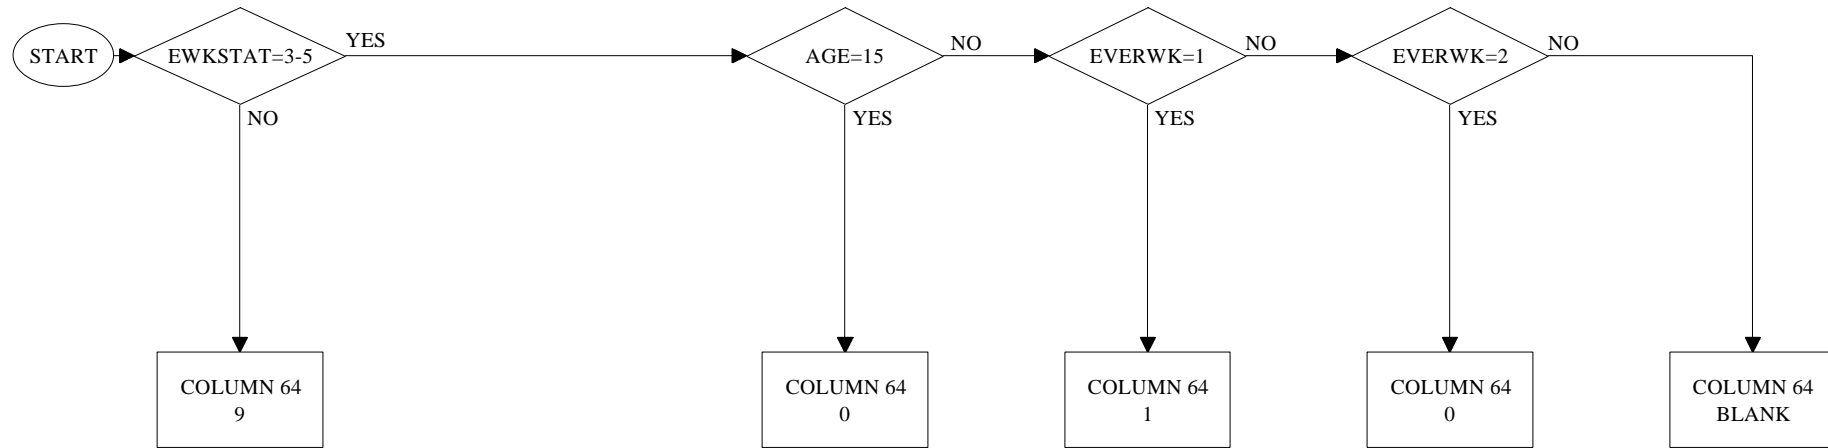 START
EWKSTAT=3-5
YES
AGE=15
NO
EVERWK=1
NO
EVERWK=2
NO
NO
YES
YES
YES
COLUMN 64
9
COLUMN 64
0
COLUMN 64
1
COLUMN 64
0
COLUMN 64
BLANK